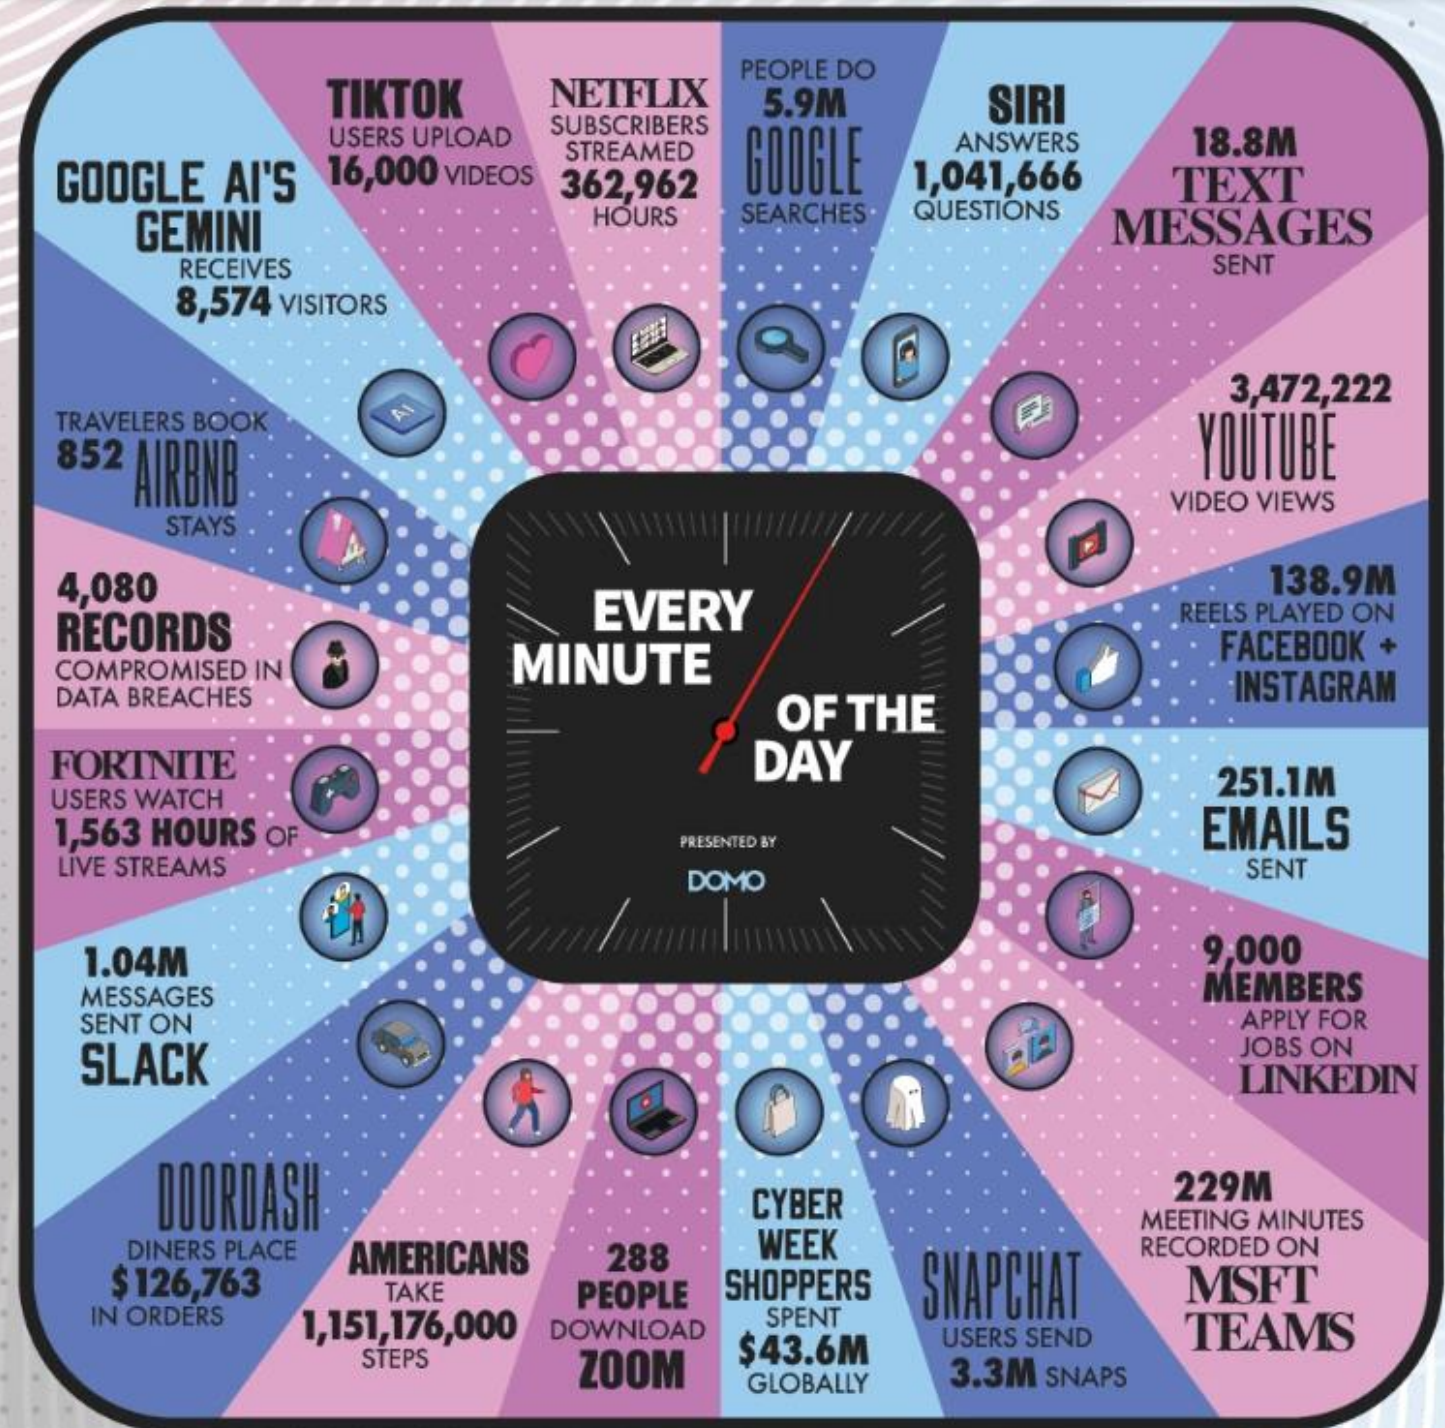 PEOPLE DO
5.9M
GOOGLE
SEARCHES
SIRI
ANSWERS
1,041,666
QUESTIONS
18.8M
TEXT
MESSAGES
SENT
3,472,222
YOUTUBE
VIDEO VIEWS
138.9M
REELS PLAYED ON
FACEBOOK +
INSTAGRAM
251.1M
EMAILS
SENT
9,000
MEMBERS
APPLY FOR
JOBS ON
LINKEDIN
229M
MEETING MINUTES
RECORDED ON
MSFT
TEAMS
SNAPCHAT
USERS SEND
3.3M SNAPS
CYBER
WEEK
SHOPPERS
SPENT
$43.6M
GLOBALLY
288
PEOPLE
DOWNLOAD
ZOOM
AMERICANS
TAKE
1,151,176,000
STEPS
DOORDASH
DINERS PLACE
$126,763
IN ORDERS
1.04M
MESSAGES
SENT ON
SLACK
FORTNITE
USERS WATCH
1,563 HOURS OF
LIVE STREAMS
4,080
RECORDS
COMPROMISED IN
DATA BREACHES
TRAVELERS BOOK
852 AIRBNB
STAYS
GOOGLE AI'S
GEMINI
RECEIVES
8,574 VISITORS
TIKTOK
USERS UPLOAD
16,000 VIDEOS
NETFLIX
SUBSCRIBERS
STREAMED
362,962
HOURS
AI
EVERY
MINUTE
OF THE
DAY
PRESENTED BY
DOMO